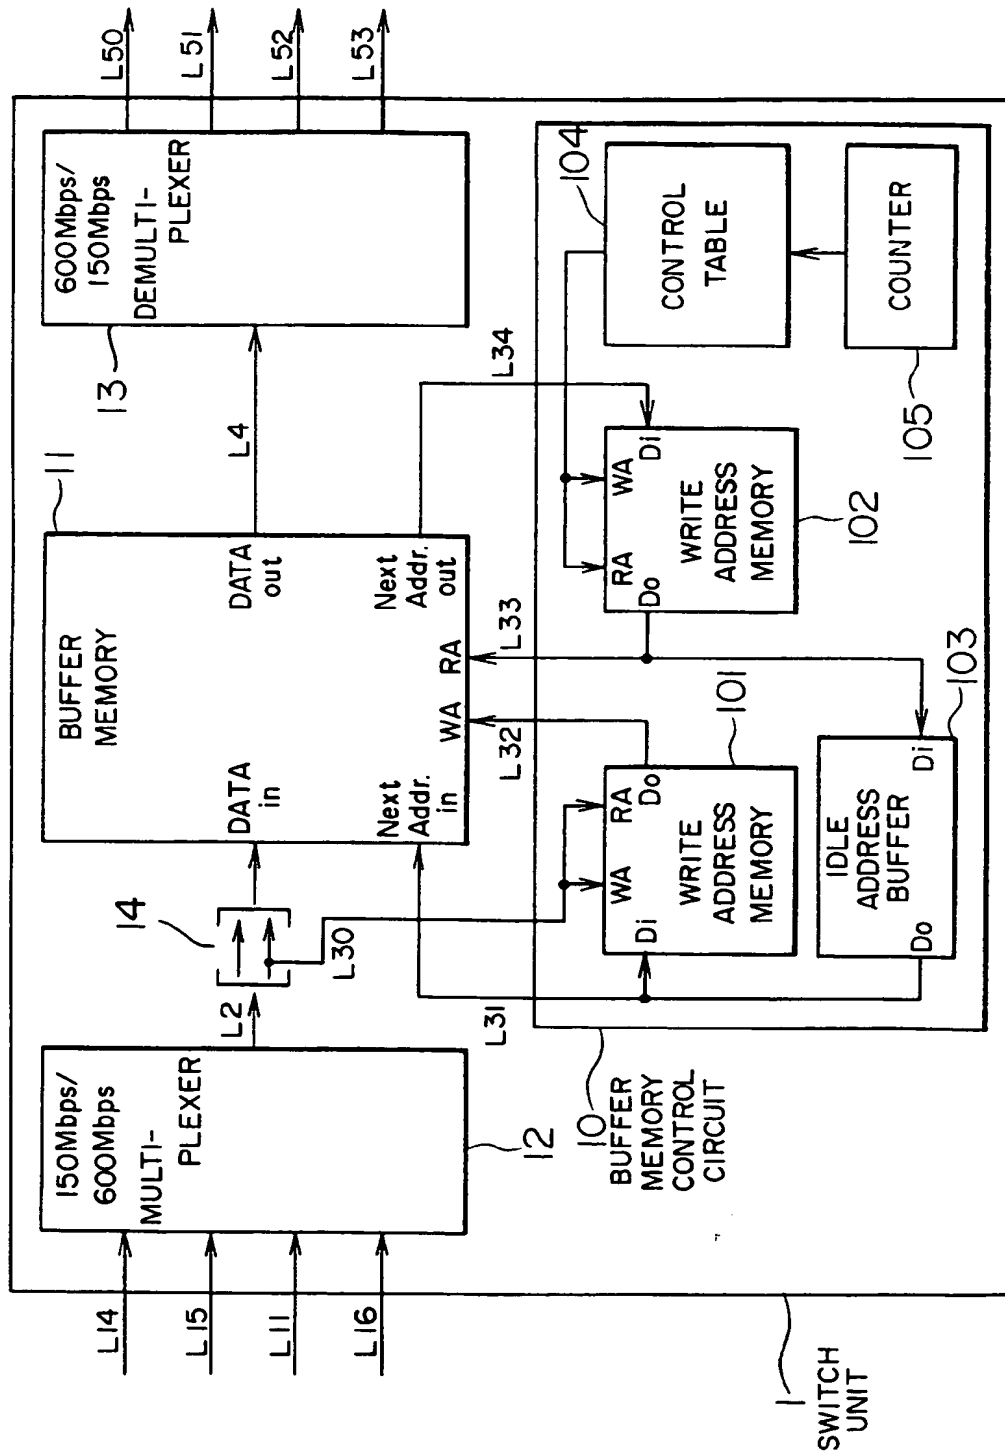 L14
L15
L11
L16
150Mbps/
600Mbps
MULTI-
PLEXER
12
L2
14
L30
L31
BUFFER
MEMORY
11
DATA
in
DATA
out
Next
Addr.
in
WA
RA
Next
Addr.
out
L4
600Mbps/
150Mbps
DEMULTI-
PLEXER
13
L50
L51
L52
L53
L32
L33
L34
10
BUFFER
MEMORY
CONTROL
CIRCUIT
WA
RA
Di
Do
WRITE
ADDRESS
MEMORY
101
RA
WA
Do
Di
WRITE
ADDRESS
MEMORY
102
104
CONTROL
TABLE
COUNTER
105
IDLE
ADDRESS
BUFFER
Do
Di
103
1
SWITCH
UNIT